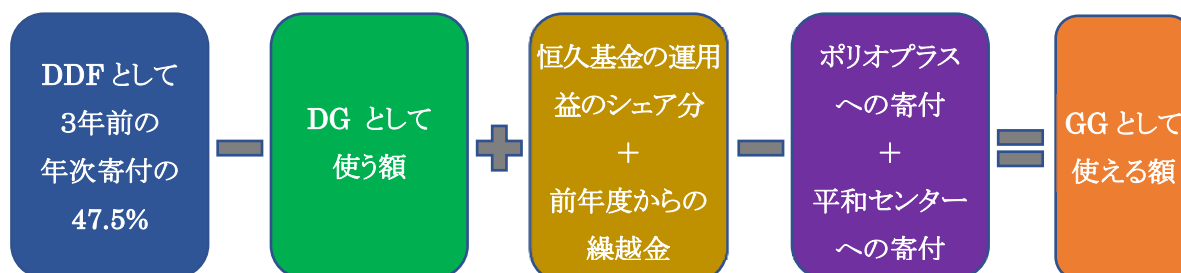 DDF として
3年前の
年次寄付の
47.5%
DG として
使う額
恒久基金の運用
益のシェア分
+
前年度からの
繰越金
ポリオプラス
への寄付
+
平和センター
への寄付
GG として
使える額